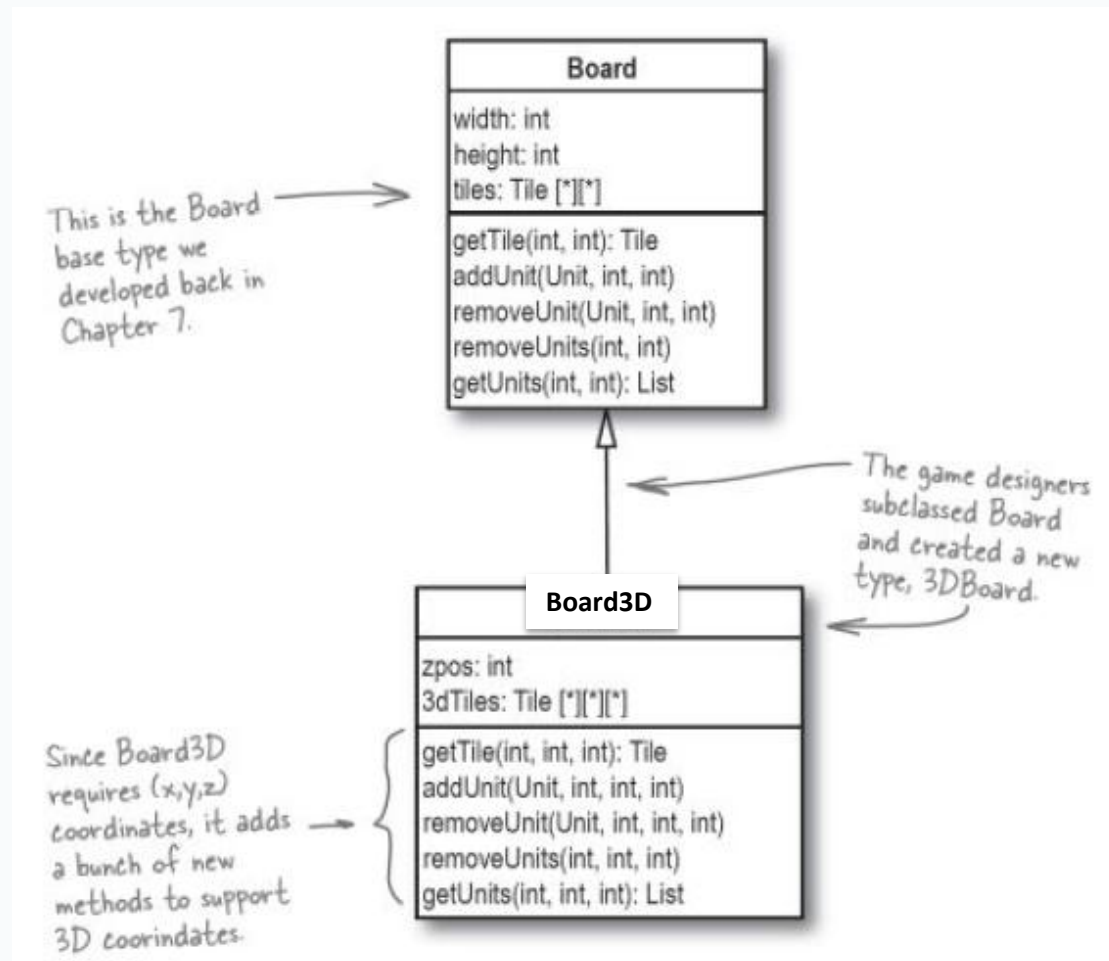 Board
width: int
height: int
tiles: Tile [*][*]
getTile(int, int): Tile
addUnit(Unit, int, int)
removeUnit(Unit, int, int)
removeUnits(int, int)
getUnits(int, int): List
This is the Board
base type we
developed back in
Chapter 7.
The game designers
subclassed Board
and created a new
type, 3DBoard.
Board3D
zpos: int
3dTiles: Tile [*][*][*]
getTile(int, int, int): Tile
addUnit(Unit, int, int, int)
removeUnit(Unit, int, int, int)
removeUnits(int, int, int)
getUnits(int, int, int): List
Since Board3D
requires (x,y,z)
coordinates, it adds
a bunch of new
methods to support
3D coorindates.